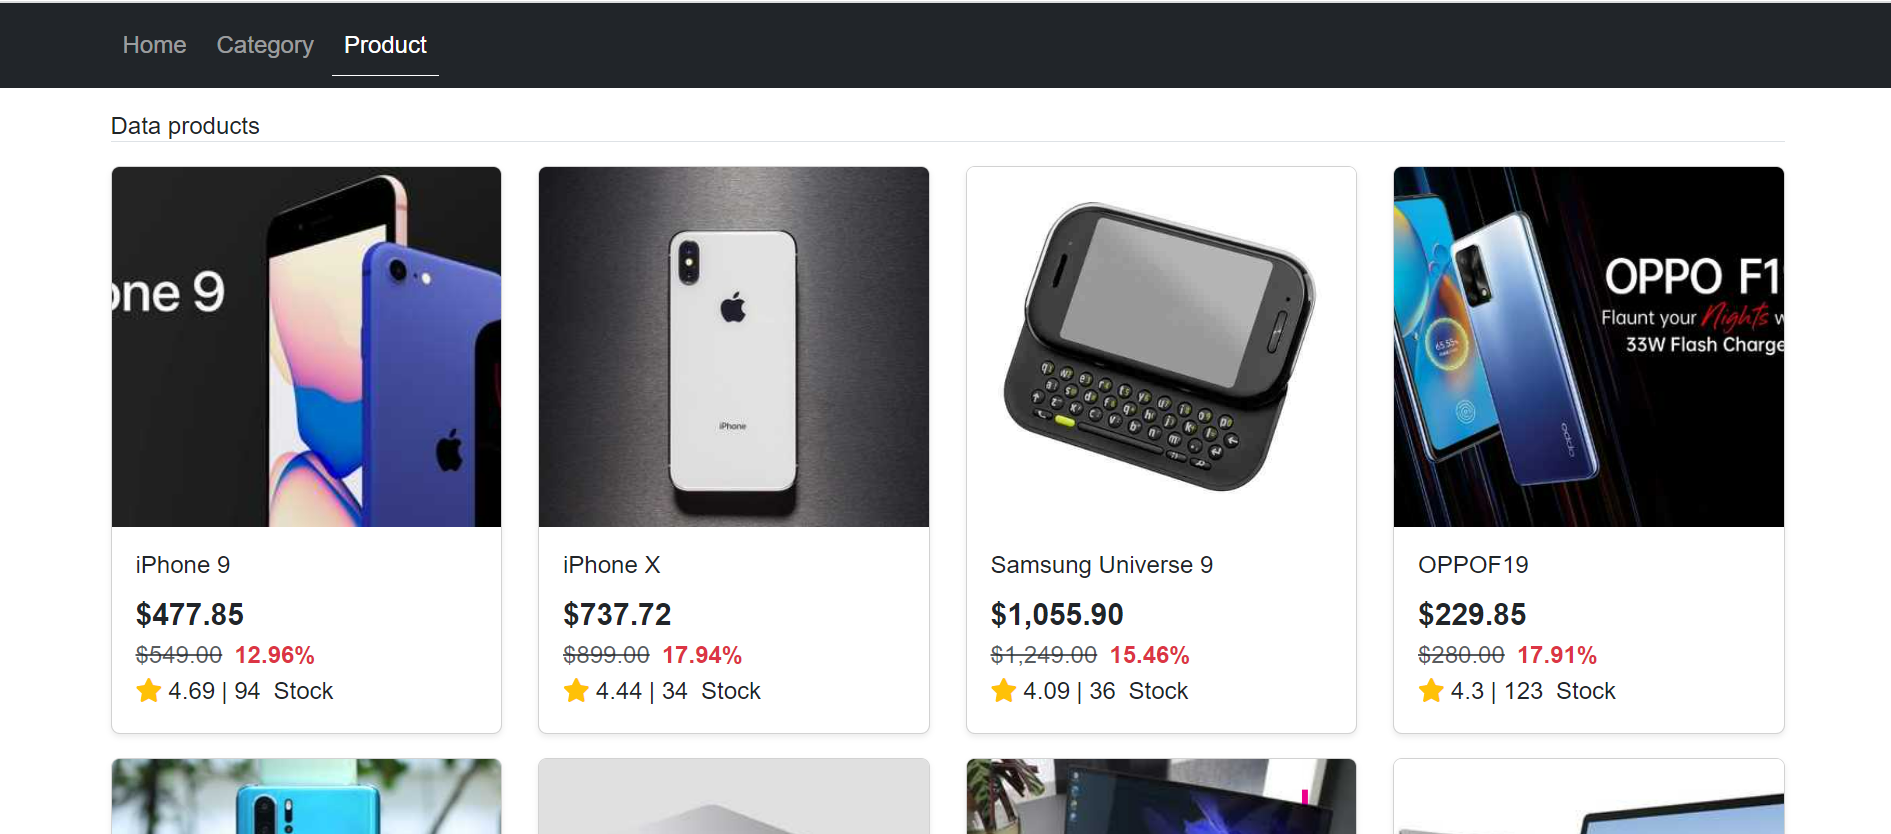 Home Category Product
Data products
one 9
iPhone
OPPO F1
Flaunt your Nights w
33W Flash Charge
65.55%
oppo
iPhone 9
$477.85
$549.00 12.96%
4.69 | 94 Stock
iPhone X
$737.72
$899.00 17.94%
4.44 | 34 Stock
Samsung Universe 9
$1,055.90
$1,249.00 15.46%
4.09 | 36 Stock
OPPOF19
$229.85
$280.00 17.91%
4.3 | 123 Stock